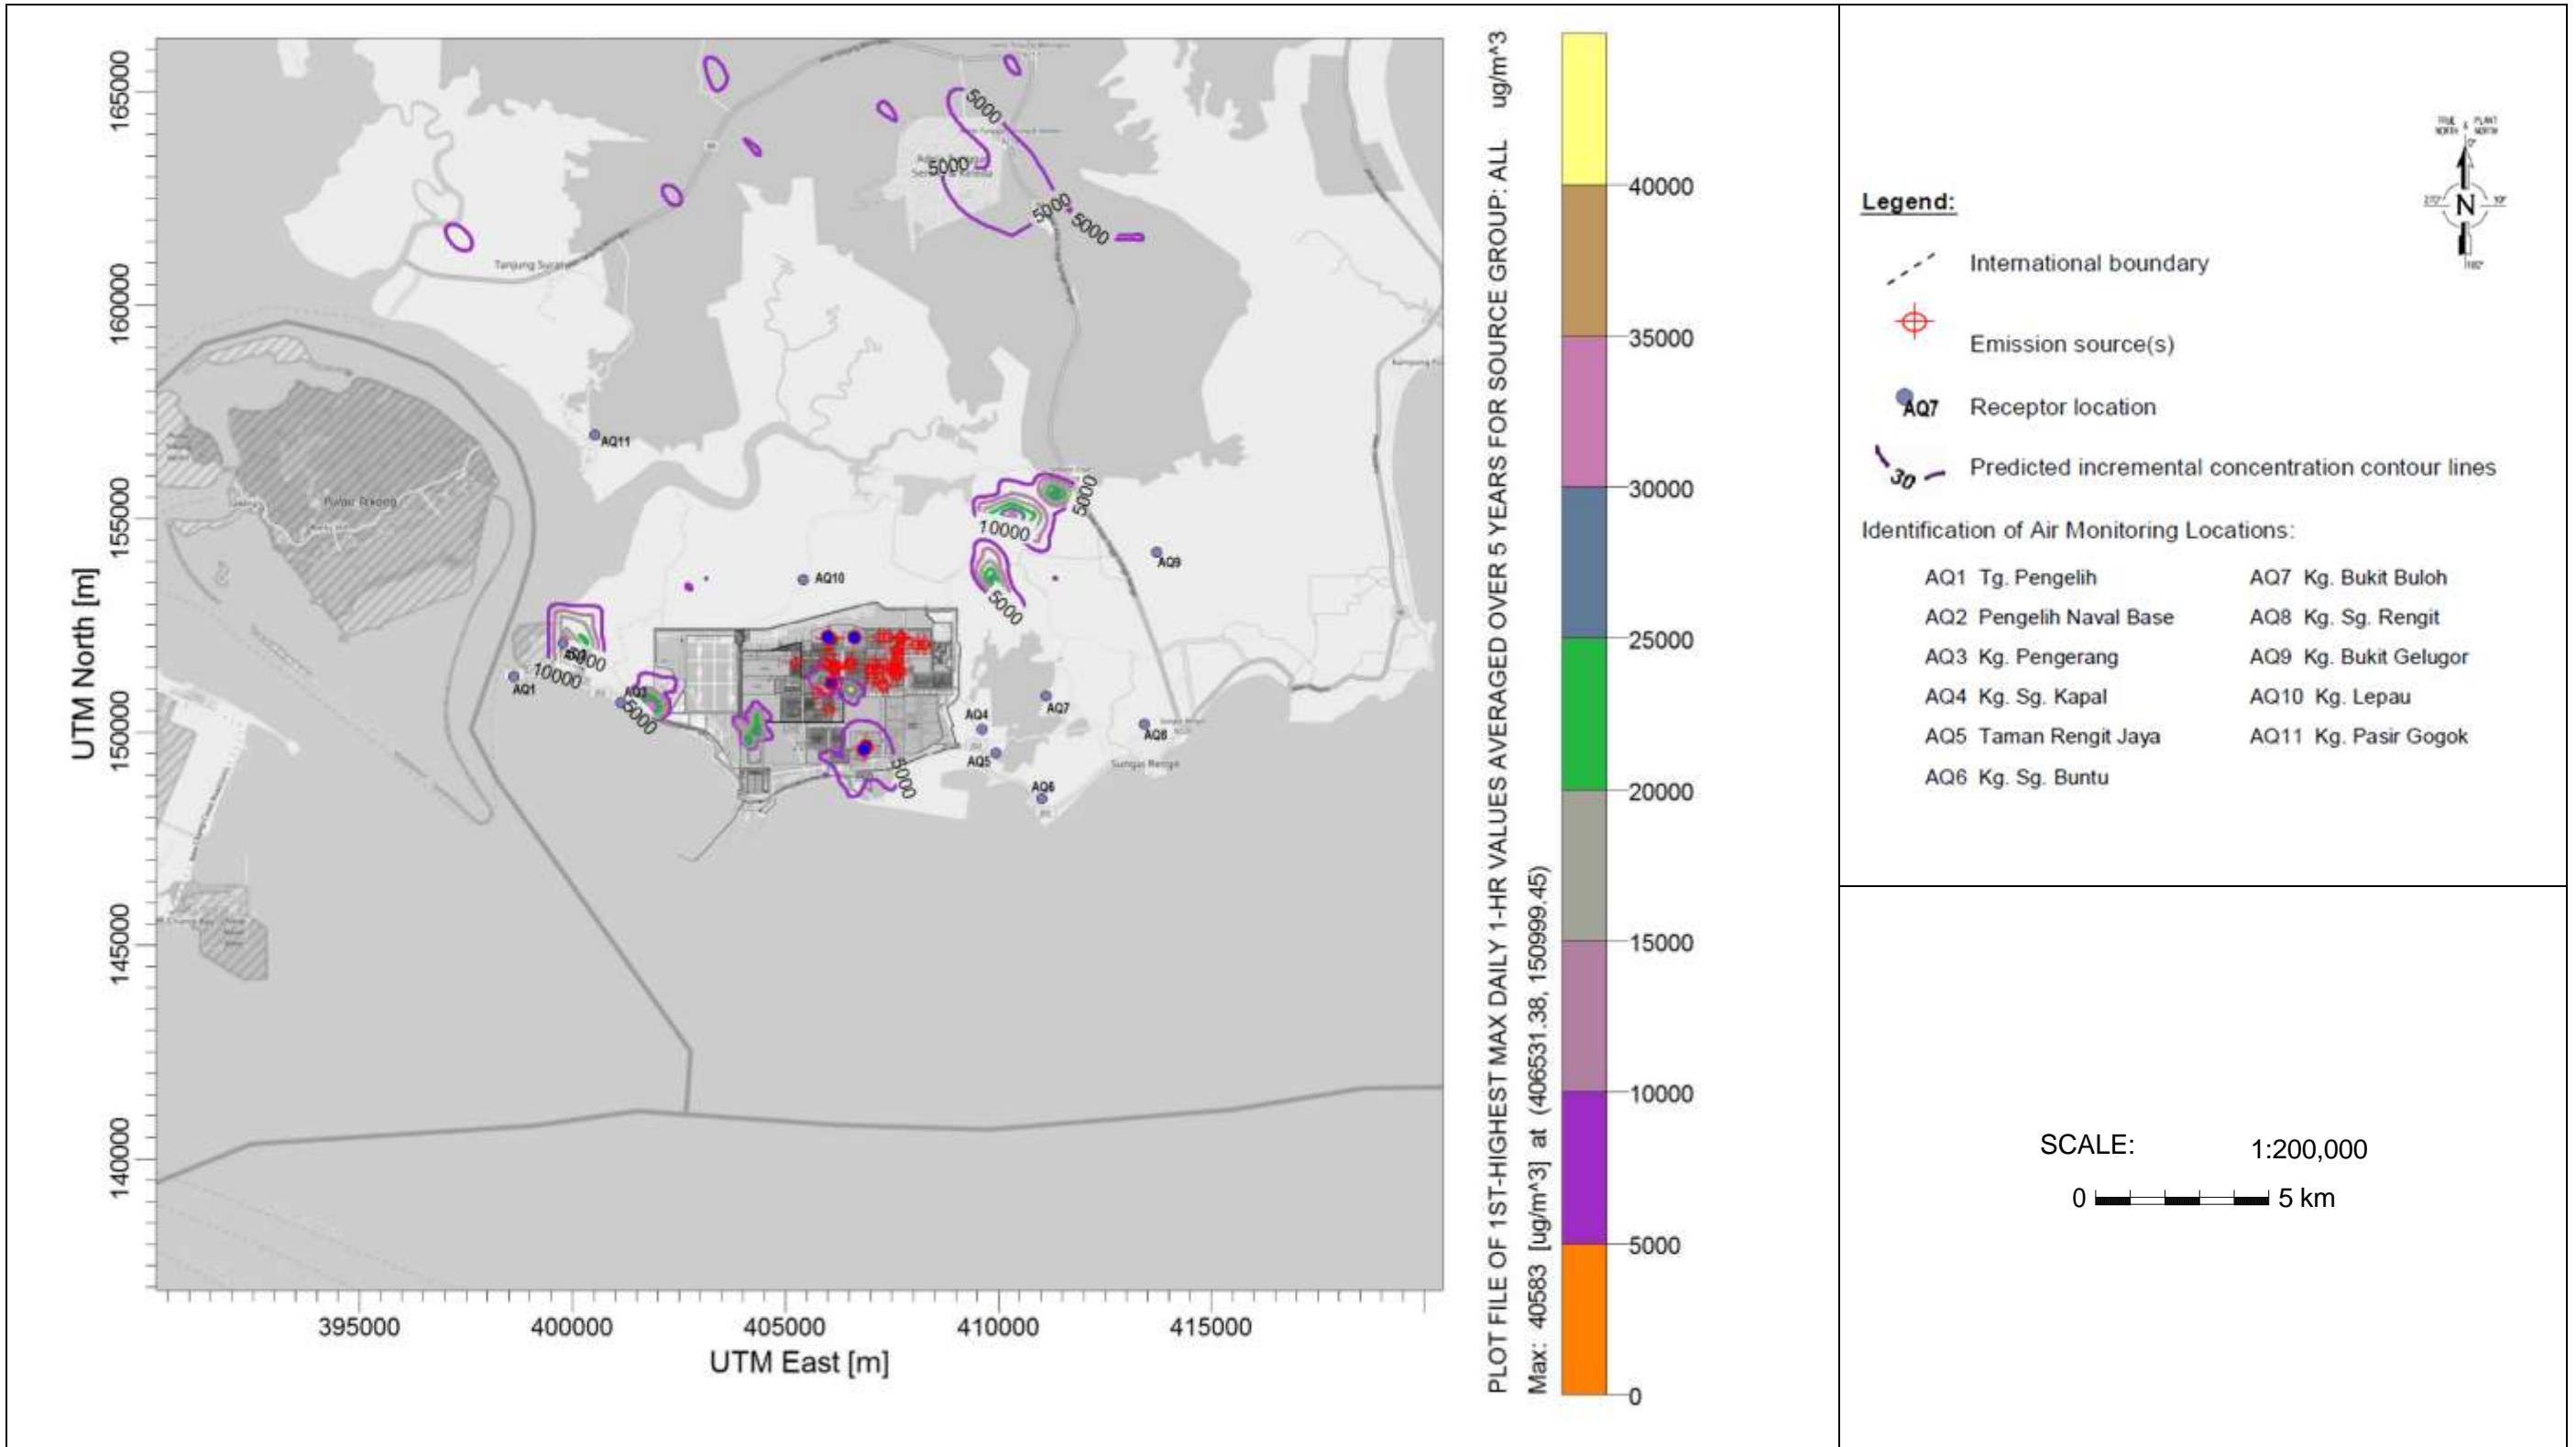 165000
160000
155000
150000
145000
140000
UTM North [m]
395000
400000
405000
410000
415000
UTM East [m]
5000
5000
5000
5000
Tanjung Surat
AQ11
Pulau Tekong
5000
10000
AQ9
AQ10
5000
5000
10000
AQ1
5000
AQ4
AQ7
AQ8
AQ5
Sungai Rengit
AQ6
5000
PLOT FILE OF 1ST-HIGHEST MAX DAILY 1-HR VALUES AVERAGED OVER 5 YEARS FOR SOURCE GROUP: ALL ug/m^3
Max: 40583 [ug/m^3] at (406531.38, 150999.45)
40000
35000
30000
25000
20000
15000
10000
5000
0
TRUE & PLANT
NORTH NORTH
0°
N
180°
Legend:
International boundary
Emission source(s)
AQ7 Receptor location
30 Predicted incremental concentration contour lines
Identification of Air Monitoring Locations:
AQ1 Tg. Pengelih AQ7 Kg. Bukit Buloh
AQ2 Pengelih Naval Base AQ8 Kg. Sg. Rengit
AQ3 Kg. Pengerang AQ9 Kg. Bukit Gelugor
AQ4 Kg. Sg. Kapal AQ10 Kg. Lepau
AQ5 Taman Rengit Jaya AQ11 Kg. Pasir Gogok
AQ6 Kg. Sg. Buntu
SCALE: 1:200,000
0 5 km